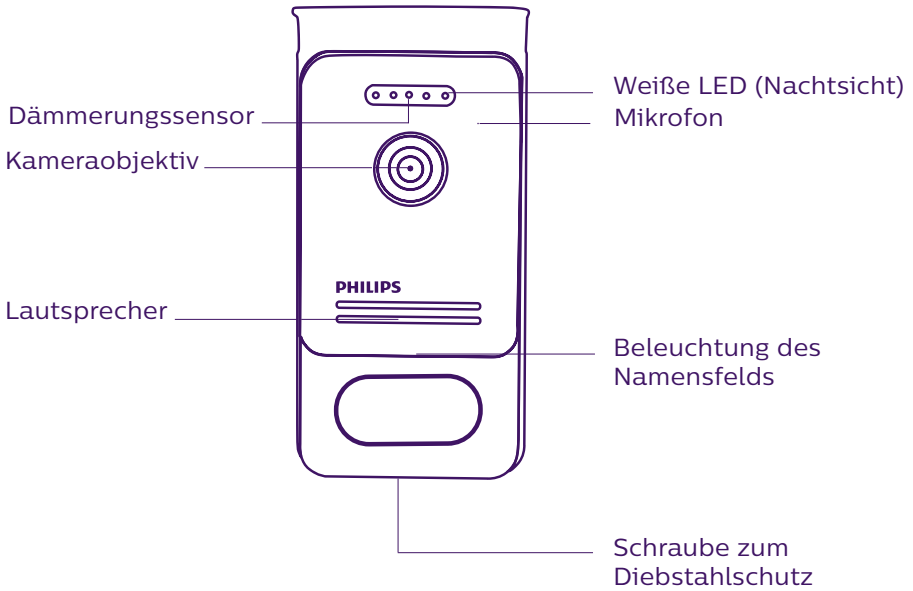 Weiße LED (Nachtsicht)
Dämmerungssensor
Mikrofon
Kameraobjektiv
PHILIPS
Lautsprecher
Beleuchtung des
Namensfelds
Schraube zum
Diebstahlschutz